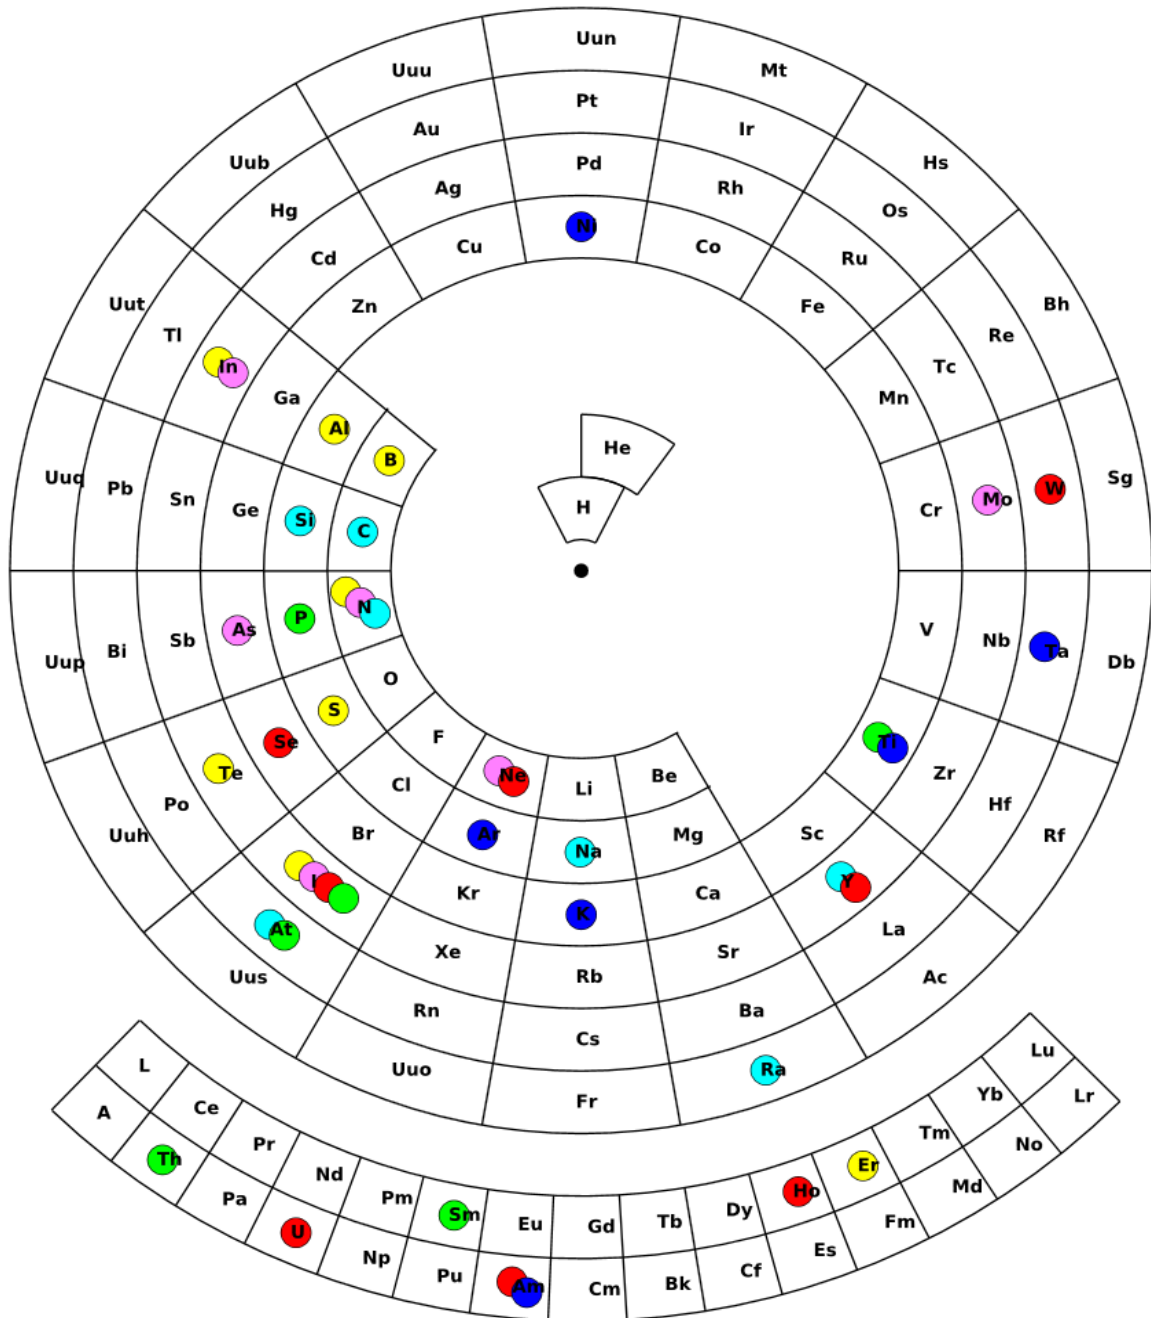 Uun
Uuu
Mt
Pt
Au
Ir
Uub
Hs
Pd
Ag
Rh
Hg
Os
Ni
Cu
Co
Cd
Ru
Uut
Zn
Fe
Bh
Tl
Re
In
Tc
Ga
Mn
Al
He
B
Uuq
Sg
Pb
W
Sn
Mo
Ge
Cr
H
Si
C
N
P
As
V
Sb
Nb
Bi
Ta
Uup
Db
O
S
F
Se
Ti
Te
Zr
Ne
Be
Li
Po
Cl
Hf
Uuh
Br
Ar
Mg
Sc
Rf
Na
I
Kr
Ca
Y
At
K
La
Xe
Sr
Uus
Rb
Ac
Rn
Ba
Cs
Uuo
Ra
Fr
L
Lu
A
Ce
Yb
Lr
Pr
Tm
No
Th
Nd
Er
Pa
Pm
Ho
Md
U
Sm
Dy
Fm
Np
Eu
Gd
Tb
Es
Pu
Am
Cm
Bk
Cf